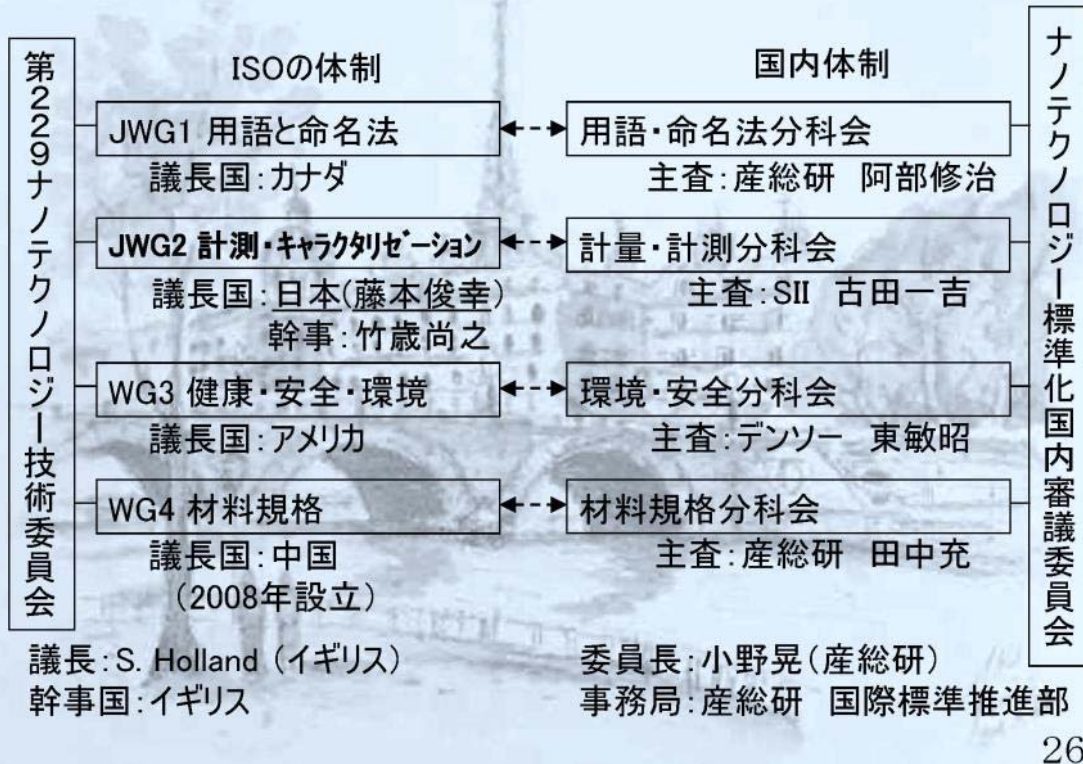 第229ナノテクノロジー技術委員会
ISOの体制
JWG1 用語と命名法
議長国:カナダ
JWG2 計測・キャラクタリゼーション
議長国:日本(藤本俊幸)
幹事:竹歳尚之
WG3 健康・安全・環境
議長国:アメリカ
WG4 材料規格
議長国:中国
(2008年設立)
議長:S. Holland (イギリス)
幹事国:イギリス
国内体制
用語・命名法分科会
主査:産総研 阿部修治
計量・計測分科会
主査:SII 古田一吉
環境・安全分科会
主査:デンソー 東敏昭
材料規格分科会
主査:産総研 田中充
委員長:小野晃(産総研)
事務局:産総研 国際標準推進部
ナノテクノロジー標準化国内審議委員会
26